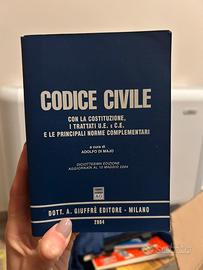 CODICE CIVILE
CON LA COSTITUZIONE,
I TRATTATI U.E. E C.E.
E LE PRINCIPALI NORME COMPLEMENTARI
a cura di
ADOLFO DI MAJO
DICIOTTESIMA EDIZIONE
AGGIORNATA AL 10 MAGGIO 2004
DOTT. A. GIUFFRÈ EDITORE - MILANO
2004